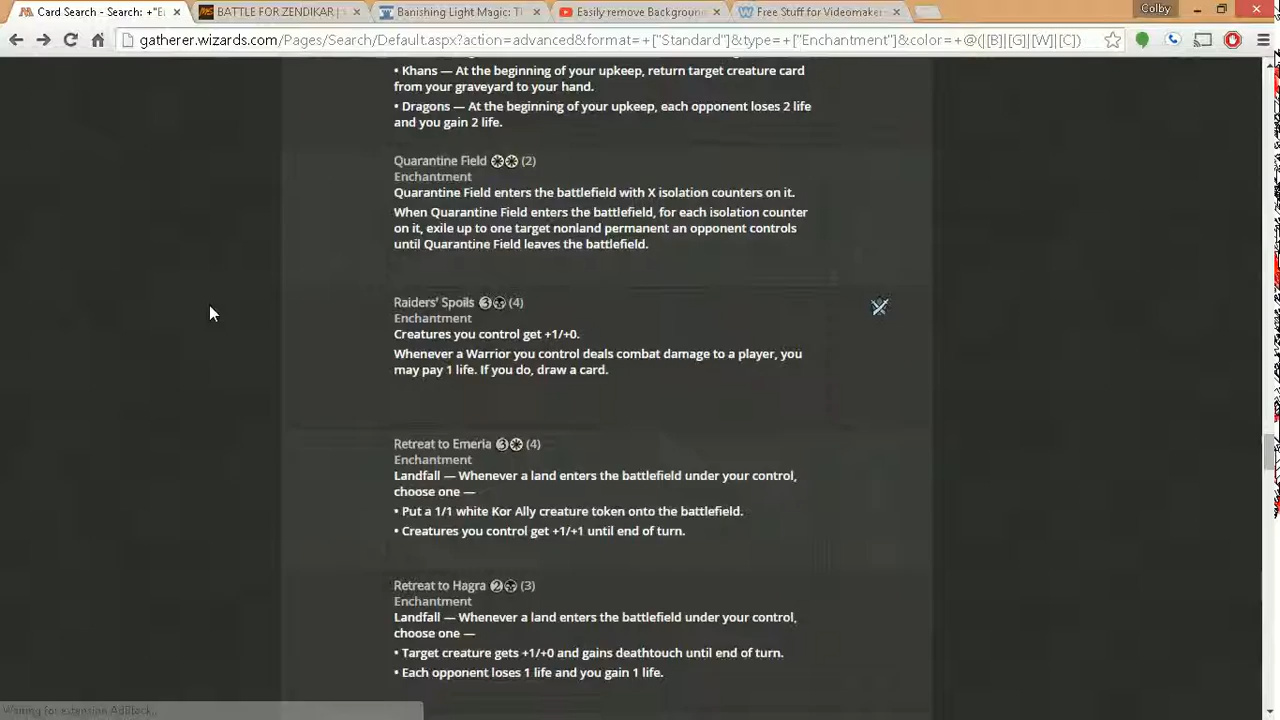 Card Search - Search: +"E
BATTLE FOR ZENDIKAR |
Banishing Light Magic: T
Easily remove Backgroun
Free Stuff for Videomaker
Colby
gatherer.wizards.com/Pages/Search/Default.aspx?action=advanced&format=+["Standard"]&type=+["Enchantment"]&color=+@([B]|[G]|[W]|[C])
• Khans — At the beginning of your upkeep, return target creature card
from your graveyard to your hand.
• Dragons — At the beginning of your upkeep, each opponent loses 2 life
and you gain 2 life.
Quarantine Field (2)
Enchantment
Quarantine Field enters the battlefield with X isolation counters on it.
When Quarantine Field enters the battlefield, for each isolation counter
on it, exile up to one target nonland permanent an opponent controls
until Quarantine Field leaves the battlefield.
Raiders' Spoils 3 (4)
Enchantment
Creatures you control get +1/+0.
Whenever a Warrior you control deals combat damage to a player, you
may pay 1 life. If you do, draw a card.
Retreat to Emeria 3 (4)
Enchantment
Landfall — Whenever a land enters the battlefield under your control,
choose one —
• Put a 1/1 white Kor Ally creature token onto the battlefield.
• Creatures you control get +1/+1 until end of turn.
Retreat to Hagra 2 (3)
Enchantment
Landfall — Whenever a land enters the battlefield under your control,
choose one —
• Target creature gets +1/+0 and gains deathtouch until end of turn.
• Each opponent loses 1 life and you gain 1 life.
Waiting for extension AdBlock...